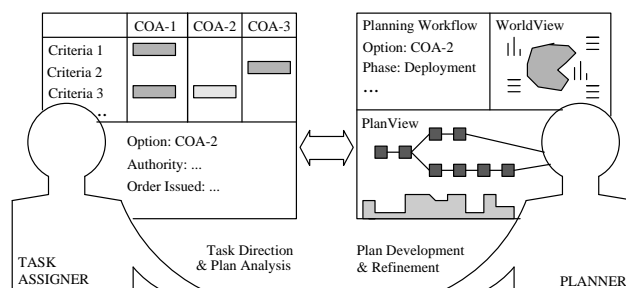 COA-1 COA-2 COA-3
Criteria 1
Criteria 2
Criteria 3
..
Option: COA-2
Authority: ...
Order Issued: ...
Planning Workflow
Option: COA-2
Phase: Deployment
...
WorldView
PlanView
Task Direction
& Plan Analysis
Plan Development
& Refinement
TASK
ASSIGNER
PLANNER